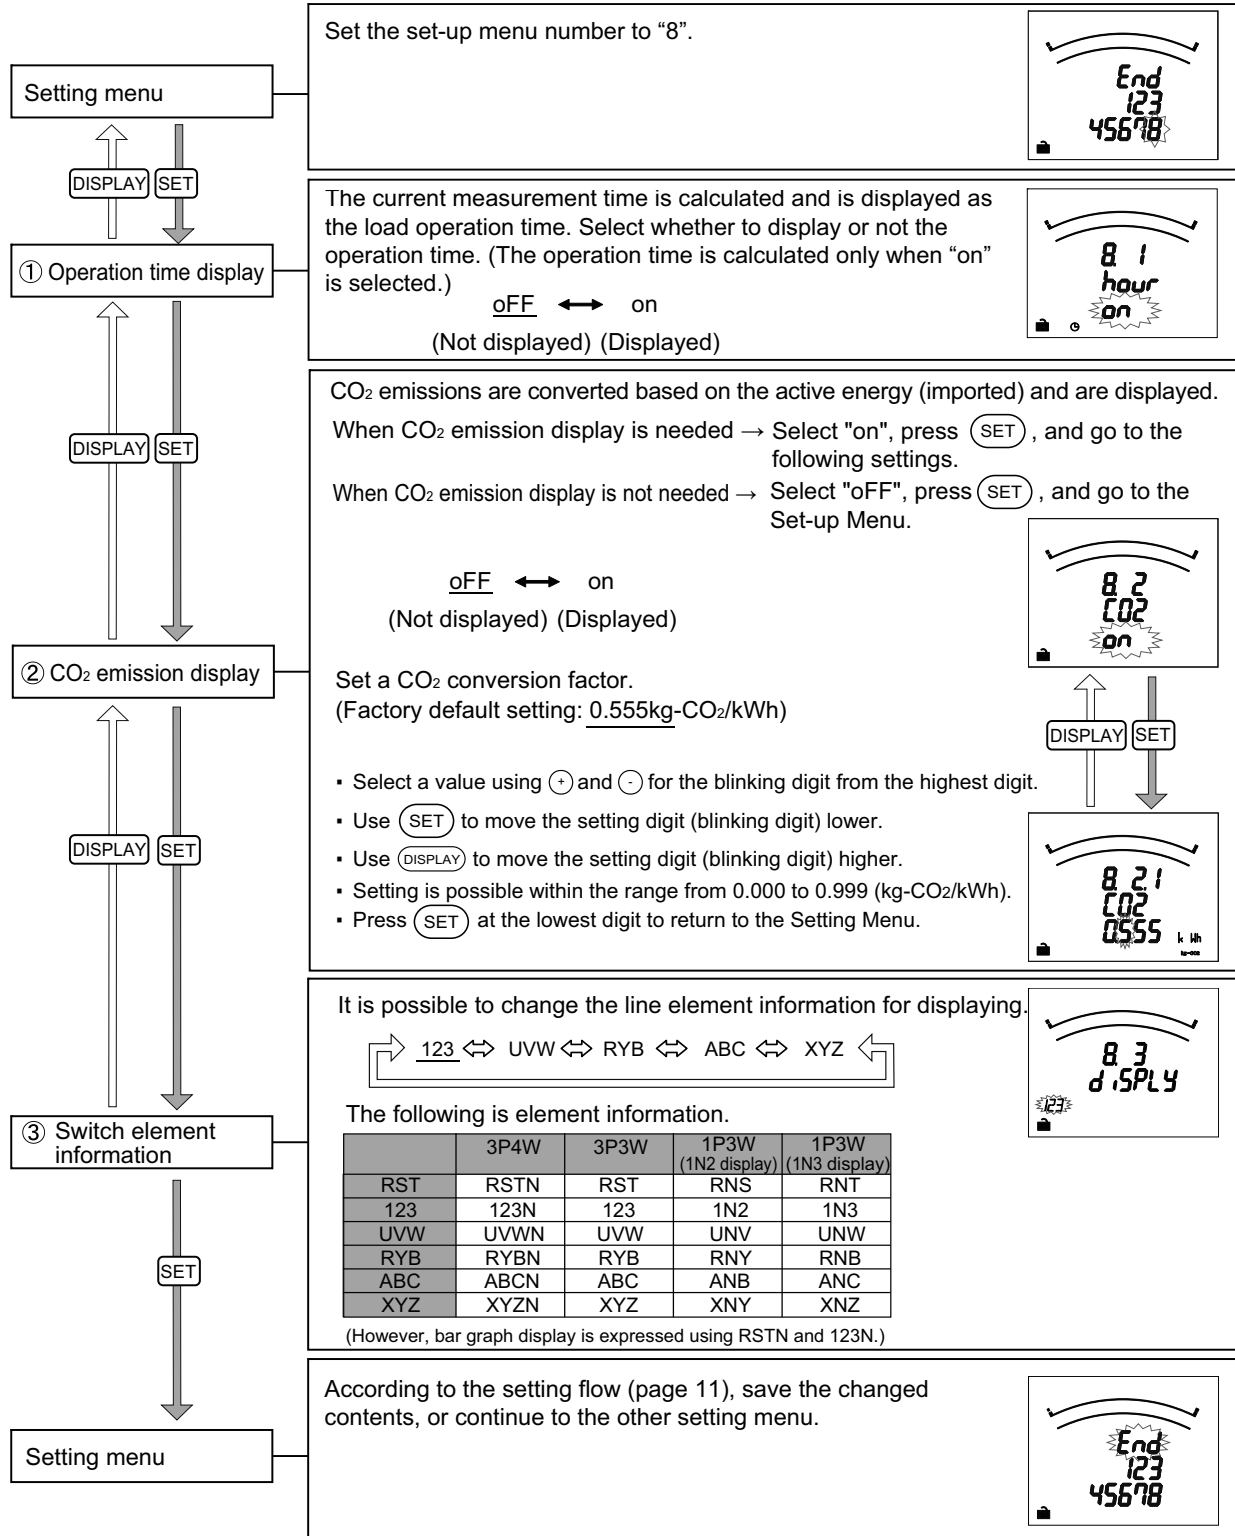 Set the set-up menu number to “8”.
Setting menu
End
123
45678
DISPLAY SET
The current measurement time is calculated and is displayed as
the load operation time. Select whether to display or not the
operation time. (The operation time is calculated only when “on”
is selected.)
oFF ↔ on
(Not displayed) (Displayed)
① Operation time display
8. 1
hour
on
DISPLAY SET
CO2 emissions are converted based on the active energy (imported) and are displayed.
When CO2 emission display is needed → Select "on", press SET , and go to the
following settings.
When CO2 emission display is not needed → Select "oFF", press SET , and go to the
Set-up Menu.
oFF ↔ on
(Not displayed) (Displayed)
8. 2
CO2
on
② CO2 emission display
Set a CO2 conversion factor.
(Factory default setting: 0.555kg-CO2/kWh)
DISPLAY SET
▪ Select a value using + and - for the blinking digit from the highest digit.
▪ Use SET to move the setting digit (blinking digit) lower.
▪ Use DISPLAY to move the setting digit (blinking digit) higher.
▪ Setting is possible within the range from 0.000 to 0.999 (kg-CO2/kWh).
▪ Press SET at the lowest digit to return to the Setting Menu.
8. 2.1
CO2
0.555 k Wh
kg-CO2
DISPLAY SET
It is possible to change the line element information for displaying.
123 ⇔ UVW ⇔ RYB ⇔ ABC ⇔ XYZ
8. 3
diSPLY
123
③ Switch element
information
The following is element information.
3P4W 3P3W 1P3W 1P3W
(1N2 display) (1N3 display)
RST RSTN RST RNS RNT
123 123N 123 1N2 1N3
UVW UVWN UVW UNV UNW
RYB RYBN RYB RNY RNB
ABC ABCN ABC ANB ANC
XYZ XYZN XYZ XNY XNZ
(However, bar graph display is expressed using RSTN and 123N.)
SET
According to the setting flow (page 11), save the changed
contents, or continue to the other setting menu.
Setting menu
End
123
45678